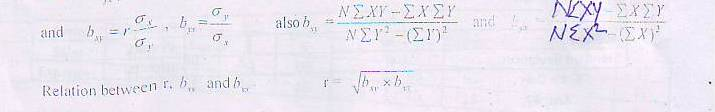 and b_xy = r σ_x / σ_y , b_yx = σ_y / σ_x also b_xy = (NΣXY − ΣXΣY) / (NΣY² − (ΣY)²) and b_yx (NΣXY − ΣXΣY) / (NΣX² − (ΣX)²)
Relation between r, b_xy and b_yx r = √(b_xy × b_yx)